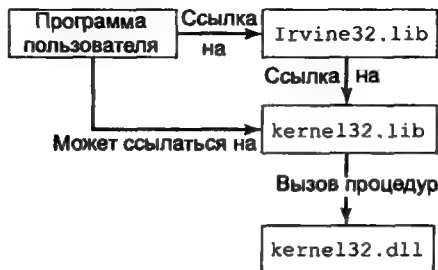 Программа
пользователя
Ссылка
на
Irvine32.lib
Ссылка на
kernel32.lib
Может ссылаться на
Вызов процедур
kernel32.dll